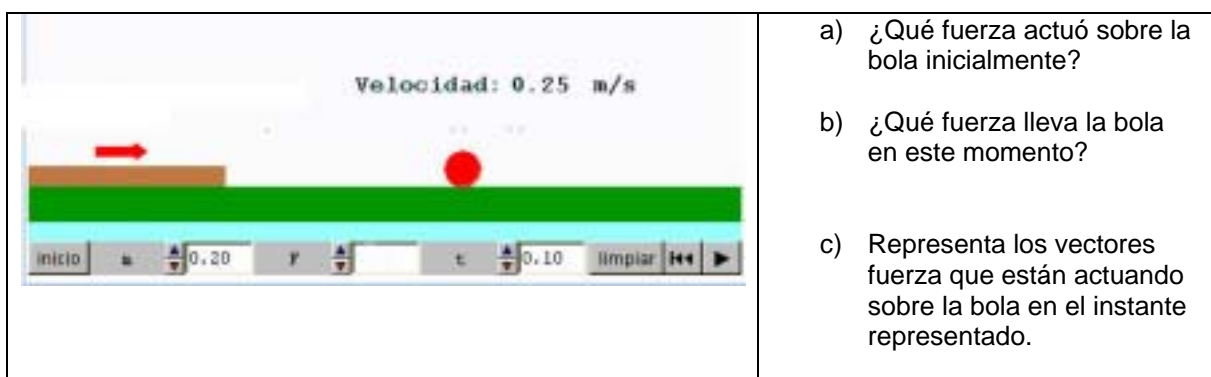 Velocidad: 0.25 m/s
inicio m 0.20 F t 0.10 limpiar
a) ¿Qué fuerza actuó sobre la
bola inicialmente?
b) ¿Qué fuerza lleva la bola
en este momento?
c) Representa los vectores
fuerza que están actuando
sobre la bola en el instante
representado.